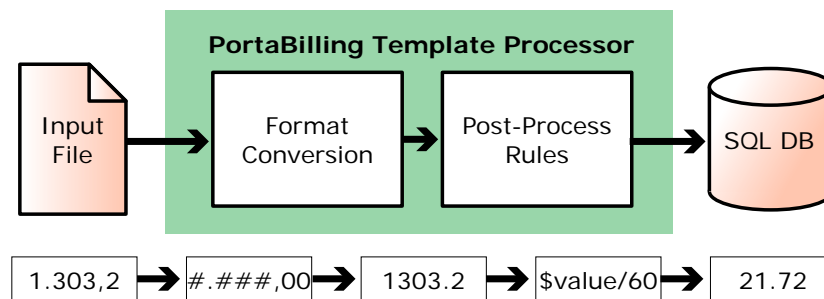 PortaBilling Template Processor
Input
File
Format
Conversion
Post-Process
Rules
SQL DB
1.303,2
#.###,00
1303.2
$value/60
21.72